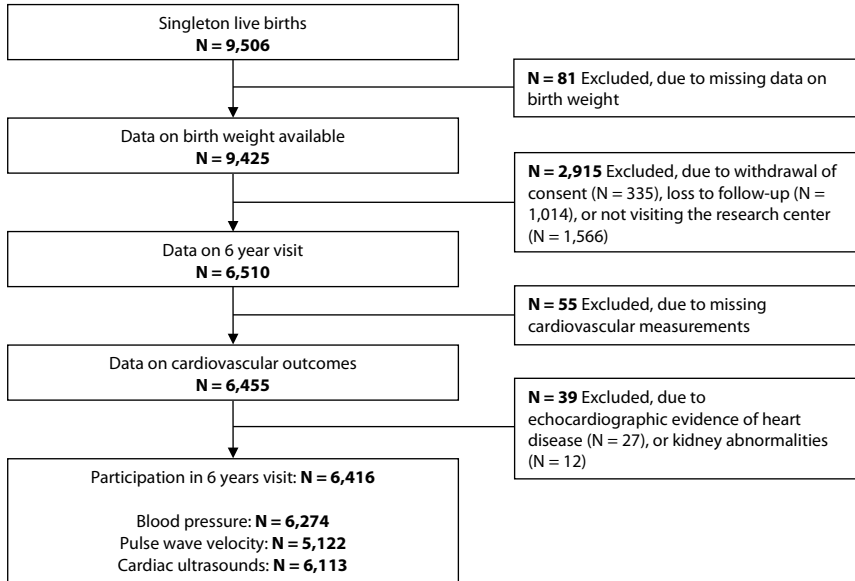 Singleton live births
N = 9,506
N = 81 Excluded, due to missing data on
birth weight
Data on birth weight available
N = 9,425
N = 2,915 Excluded, due to withdrawal of
consent (N = 335), loss to follow-up (N =
1,014), or not visiting the research center
(N = 1,566)
Data on 6 year visit
N = 6,510
N = 55 Excluded, due to missing
cardiovascular measurements
Data on cardiovascular outcomes
N = 6,455
N = 39 Excluded, due to
echocardiographic evidence of heart
disease (N = 27), or kidney abnormalities
(N = 12)
Participation in 6 years visit: N = 6,416
Blood pressure: N = 6,274
Pulse wave velocity: N = 5,122
Cardiac ultrasounds: N = 6,113